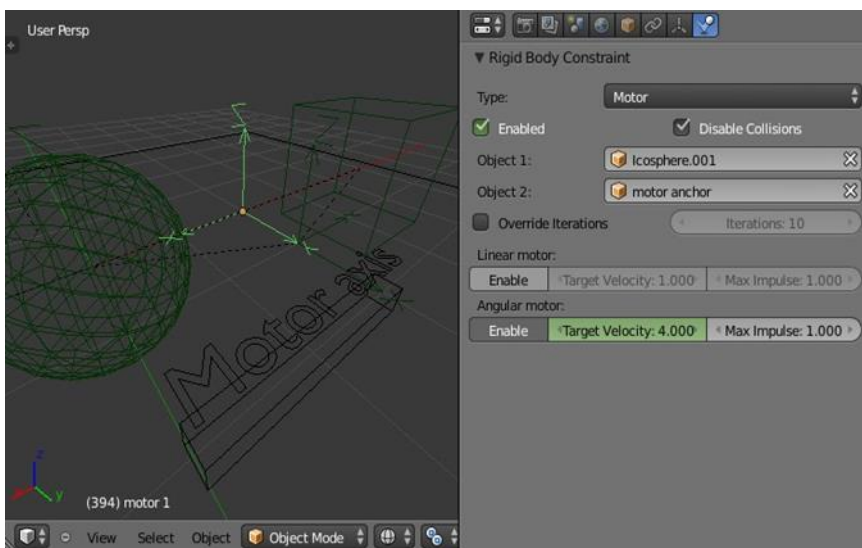 User Persp
Motor axis
(394) motor 1
View Select Object Object Mode
Rigid Body Constraint
Type: Motor
Enabled Disable Collisions
Object 1: Icosphere.001
Object 2: motor anchor
Override Iterations Iterations: 10
Linear motor:
Enable Target Velocity: 1.000 Max Impulse: 1.000
Angular motor:
Enable Target Velocity: 4.000 Max Impulse: 1.000